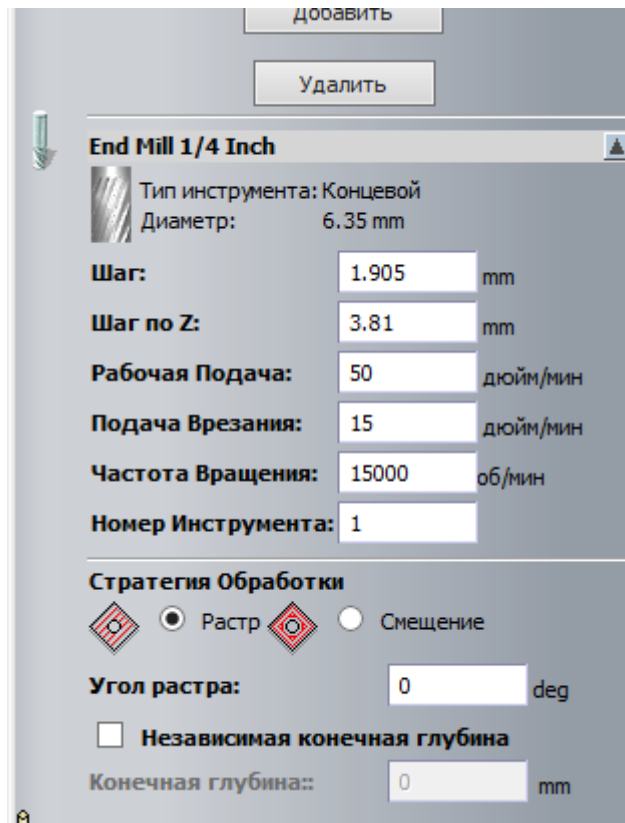 Добавить
Удалить
End Mill 1/4 Inch
Тип инструмента: Концевой
Диаметр: 6.35 mm
Шаг: 1.905 mm
Шаг по Z: 3.81 mm
Рабочая Подача: 50 дюйм/мин
Подача Врезания: 15 дюйм/мин
Частота Вращения: 15000 об/мин
Номер Инструмента: 1
Стратегия Обработки
Растр Смещение
Угол растра: 0 deg
Независимая конечная глубина
Конечная глубина:: 0 mm